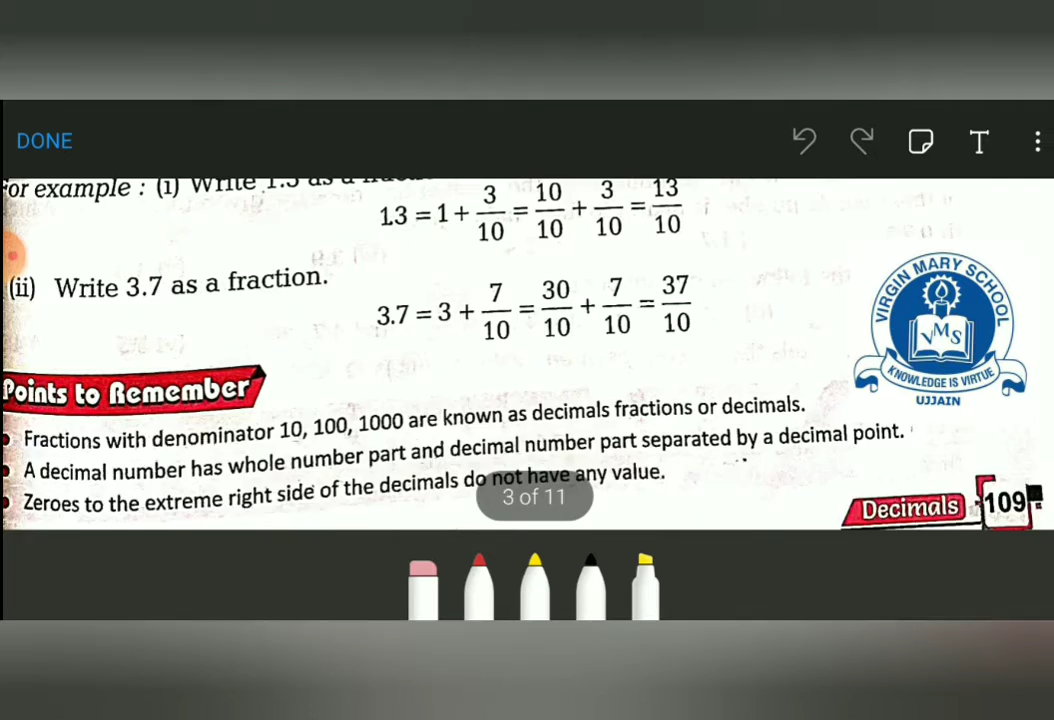 DONE
For example : (i) Write 1.3 as a
1.3 = 1 + 3/10 = 10/10 + 3/10 = 13/10
(ii) Write 3.7 as a fraction.
3.7 = 3 + 7/10 = 30/10 + 7/10 = 37/10
VIRGIN MARY SCHOOL
VMS
KNOWLEDGE IS VIRTUE
UJJAIN
Points to Remember
Fractions with denominator 10, 100, 1000 are known as decimals fractions or decimals.
A decimal number has whole number part and decimal number part separated by a decimal point.
Zeroes to the extreme right side of the decimals do not have any value.
3 of 11
Decimals 109